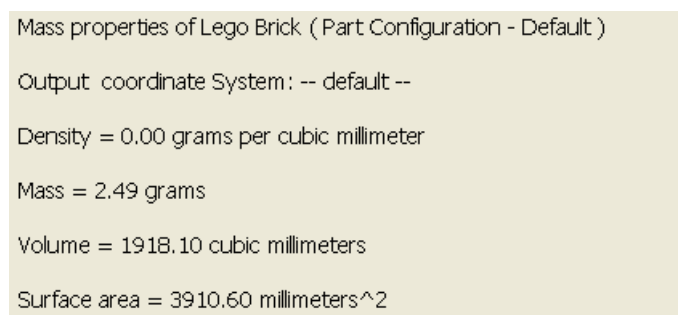 Mass properties of Lego Brick ( Part Configuration - Default )
Output coordinate System: -- default --
Density = 0.00 grams per cubic millimeter
Mass = 2.49 grams
Volume = 1918.10 cubic millimeters
Surface area = 3910.60 millimeters^2